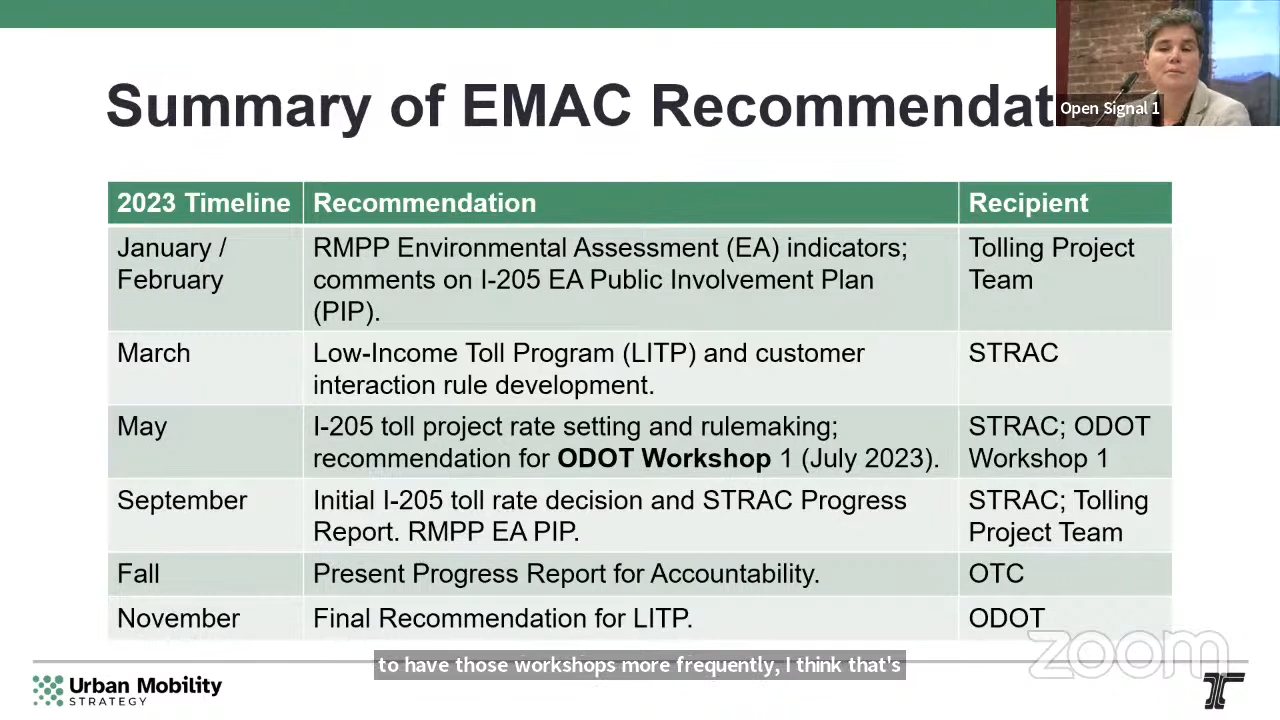 Summary of EMAC Recommendat
Open Signal 1
2023 Timeline
Recommendation
Recipient
January /
February
RMPP Environmental Assessment (EA) indicators;
comments on I-205 EA Public Involvement Plan
(PIP).
Tolling Project
Team
March
Low-Income Toll Program (LITP) and customer
interaction rule development.
STRAC
May
I-205 toll project rate setting and rulemaking;
recommendation for ODOT Workshop 1 (July 2023).
STRAC; ODOT
Workshop 1
September
Initial I-205 toll rate decision and STRAC Progress
Report. RMPP EA PIP.
STRAC; Tolling
Project Team
Fall
Present Progress Report for Accountability.
OTC
November
Final Recommendation for LITP.
ODOT
zoom
to have those workshops more frequently, I think that's
Urban Mobility
STRATEGY